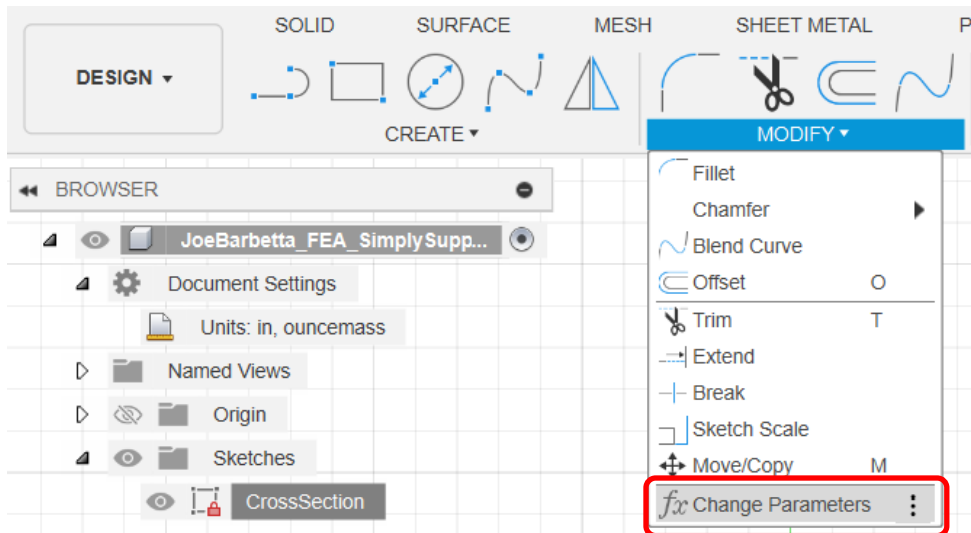 SOLID SURFACE MESH SHEET METAL P
DESIGN
CREATE MODIFY
BROWSER
JoeBarbetta_FEA_SimplySupp...
Document Settings
Units: in, ouncemass
Named Views
Origin
Sketches
CrossSection
Fillet
Chamfer
Blend Curve
Offset O
Trim T
Extend
Break
Sketch Scale
Move/Copy M
fx Change Parameters